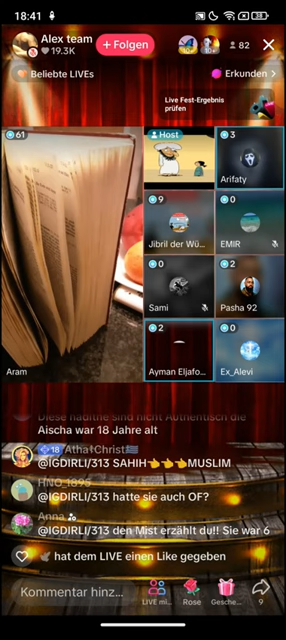 18:41
38
Alex team
19.3K
+ Folgen
82
Beliebte LIVEs
Erkunden >
Live Fest-Ergebnis
prüfen
61
Host
3
Arifaty
9
Jibril der Wü...
0
EMIR
0
Sami
2
Pasha 92
2
Ayman Eljafo...
0
Ex_Alevi
Aram
Diese hadithe sind nicht Authentisch die
Aischa war 18 Jahre alt
18 Atha†Christ🇬🇷
@IGDIRLI/313 SAHIH👉👉👉MUSLIM
HNO_1895
@IGDIRLI/313 hatte sie auch OF?
Anna
@IGDIRLI/313 den Mist erzählt du!! Sie war 6
hat dem LIVE einen Like gegeben
Kommentar hinz...
LIVE mi...
Rose
Gesche...
9